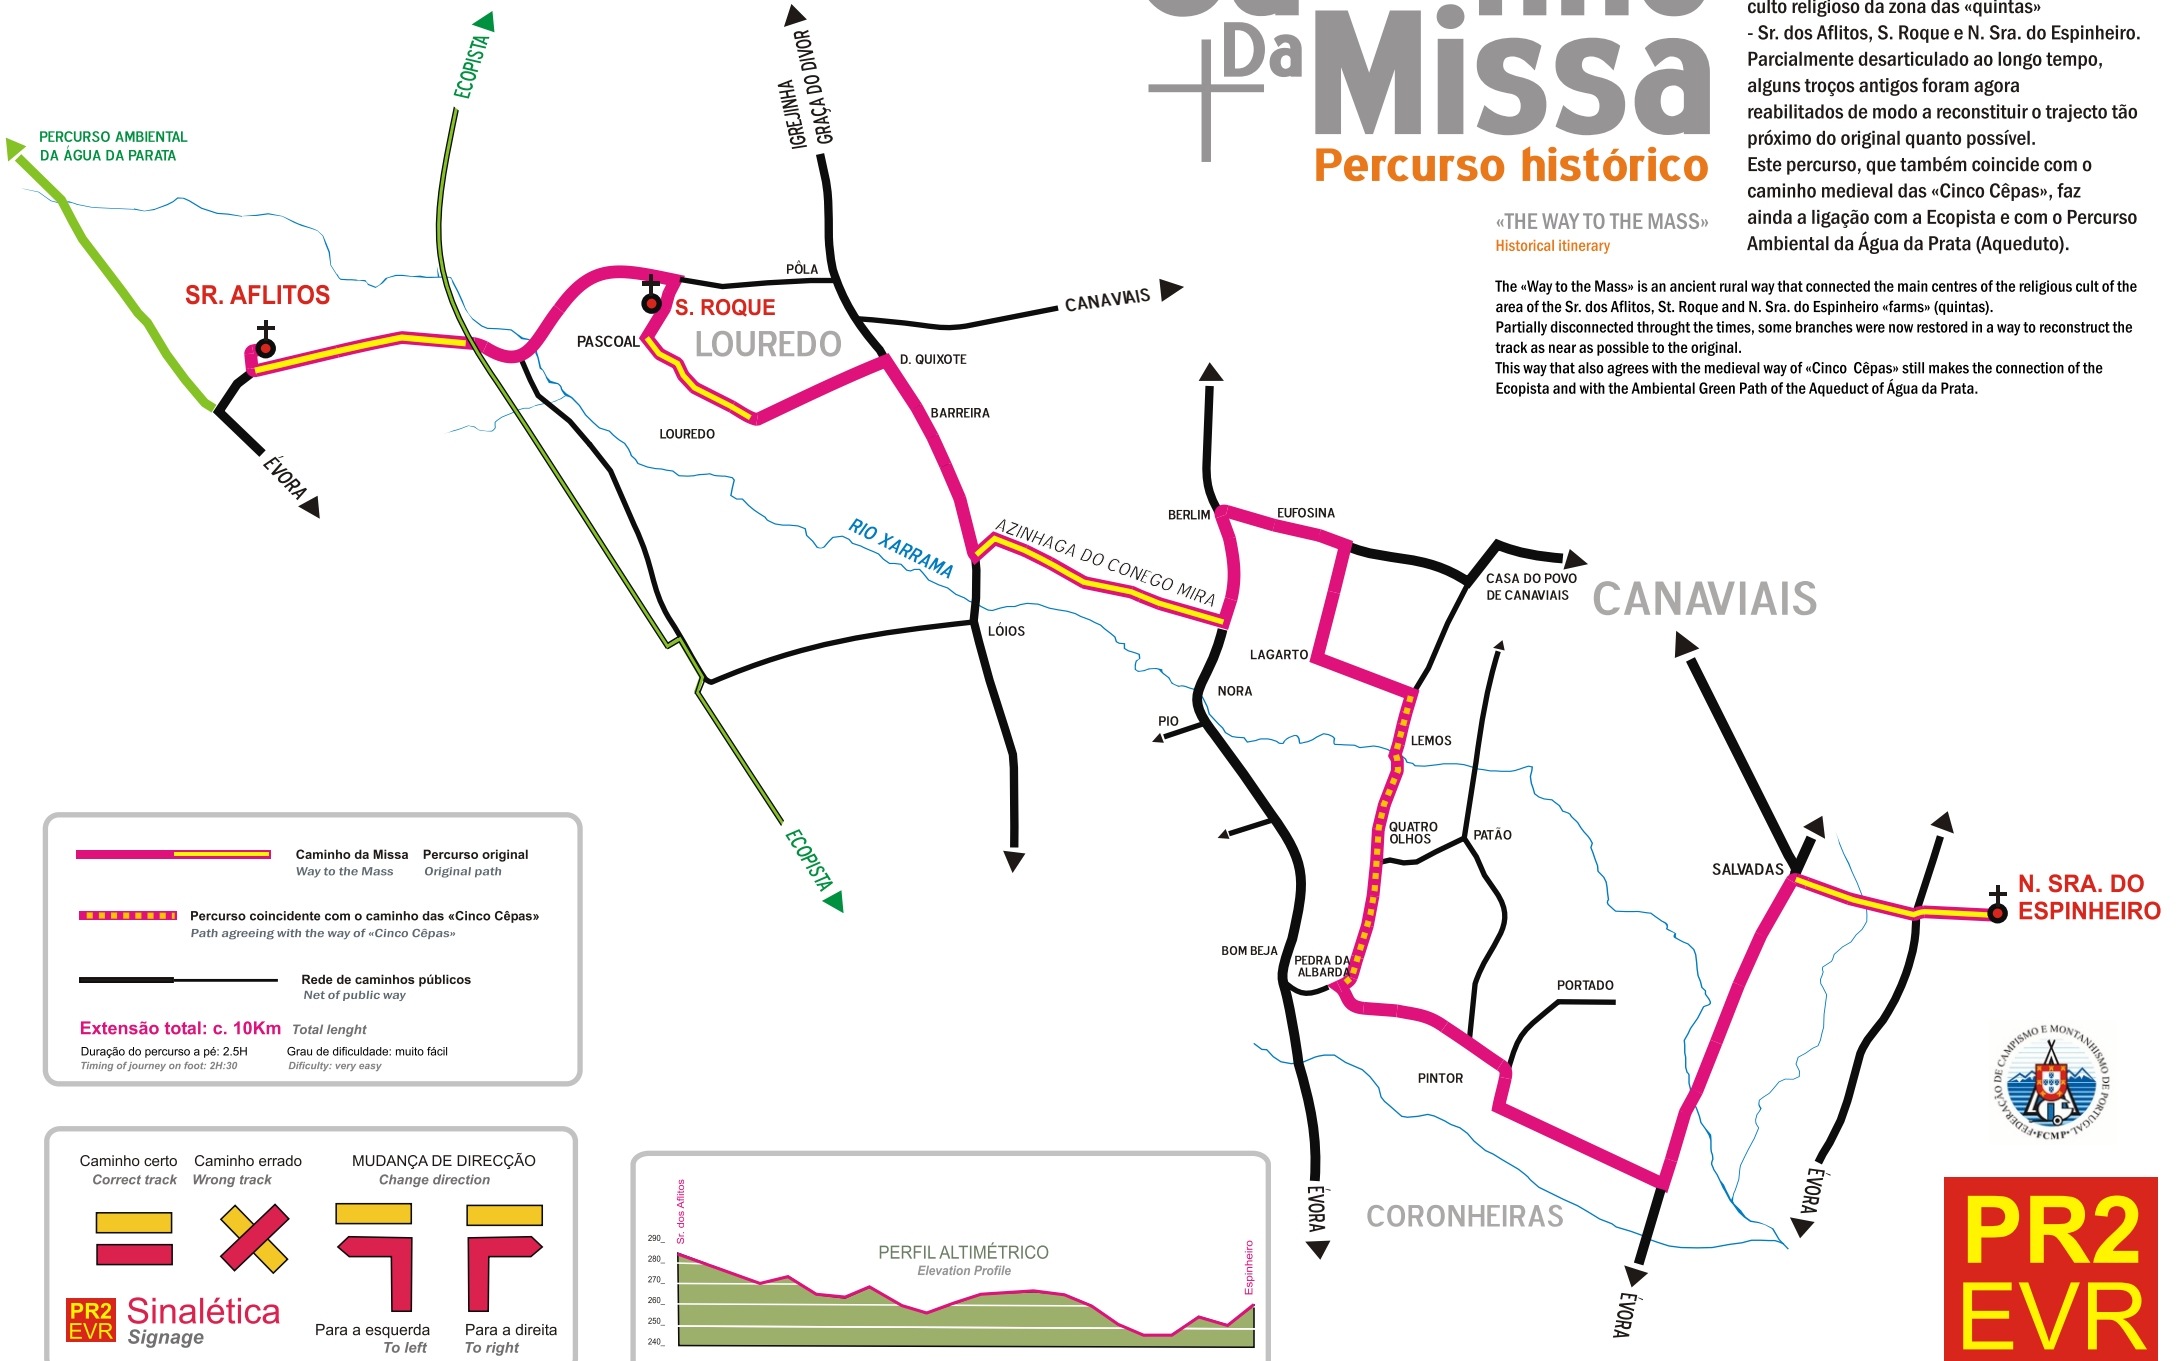 Da
Missa
Percurso histórico
«THE WAY TO THE MASS»
Historical itinerary
culto religioso da zona das «quintas»
- Sr. dos Aflitos, S. Roque e N. Sra. do Espinheiro.
Parcialmente desarticulado ao longo tempo,
alguns troços antigos foram agora
reabilitados de modo a reconstituir o trajecto tão
próximo do original quanto possível.
Este percurso, que também coincide com o
caminho medieval das «Cinco Cêpas», faz
ainda a ligação com a Ecopista e com o Percurso
Ambiental da Água da Prata (Aqueduto).
The «Way to the Mass» is an ancient rural way that connected the main centres of the religious cult of the
area of the Sr. dos Aflitos, St. Roque and N. Sra. do Espinheiro «farms» (quintas).
Partially disconnected throught the times, some branches were now restored in a way to reconstruct the
track as near as possible to the original.
This way that also agrees with the medieval way of «Cinco Cêpas» still makes the connection of the
Ecopista and with the Ambiental Green Path of the Aqueduct of Água da Prata.
ECOPISTA
IGREJINHA
GRAÇA DO DIVOR
PERCURSO AMBIENTAL
DA ÁGUA DA PARATA
SR. AFLITOS
PÔLA
CANAVIAIS
S. ROQUE
PASCOAL
LOUREDO
D. QUIXOTE
BARREIRA
LOUREDO
ÉVORA
RIO XARRAMA
AZINHAGA DO CONEGO MIRA
BERLIM
EUFOSINA
CASA DO POVO
DE CANAVIAIS
CANAVIAIS
LÓIOS
LAGARTO
NORA
PIO
LEMOS
QUATRO
OLHOS
PATÃO
ECOPISTA
SALVADAS
N. SRA. DO
ESPINHEIRO
BOM BEJA
PEDRA DA
ALBARDA
PORTADO
PINTOR
CORONHEIRAS
ÉVORA
ÉVORA
ÉVORA
Caminho da Missa Percurso original
Way to the Mass Original path
Percurso coincidente com o caminho das «Cinco Cêpas»
Path agreeing with the way of «Cinco Cêpas»
Rede de caminhos públicos
Net of public way
Extensão total: c. 10Km Total lenght
Duração do percurso a pé: 2.5H Grau de dificuldade: muito fácil
Timing of journey on foot: 2H:30 Dificulty: very easy
Caminho certo Caminho errado MUDANÇA DE DIRECÇÃO
Correct track Wrong track Change direction
PR2
EVR
Sinalética
Signage
Para a esquerda Para a direita
To left To right
Sr. dos Aflitos
PERFIL ALTIMÉTRICO
Elevation Profile
Espinheiro
290_
280_
270_
260_
250_
240_
FEDERAÇÃO DE CAMPISMO E MONTANHISMO DE PORTUGAL
•FCMP•
PR2
EVR